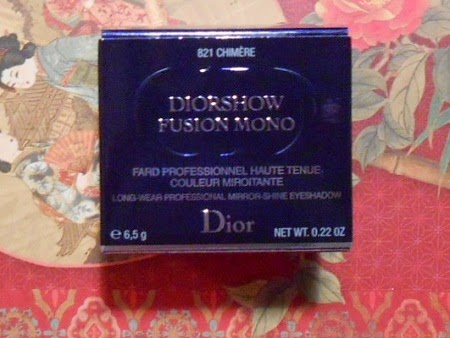 821 CHIMÈRE
DIORSHOW
FUSION MONO
FARD PROFESSIONNEL HAUTE TENUE
COULEUR MIROITANTE
LONG-WEAR PROFESSIONAL MIRROR-SHINE EYESHADOW
Dior
℮ 6,5 g NET WT. 0.22 OZ